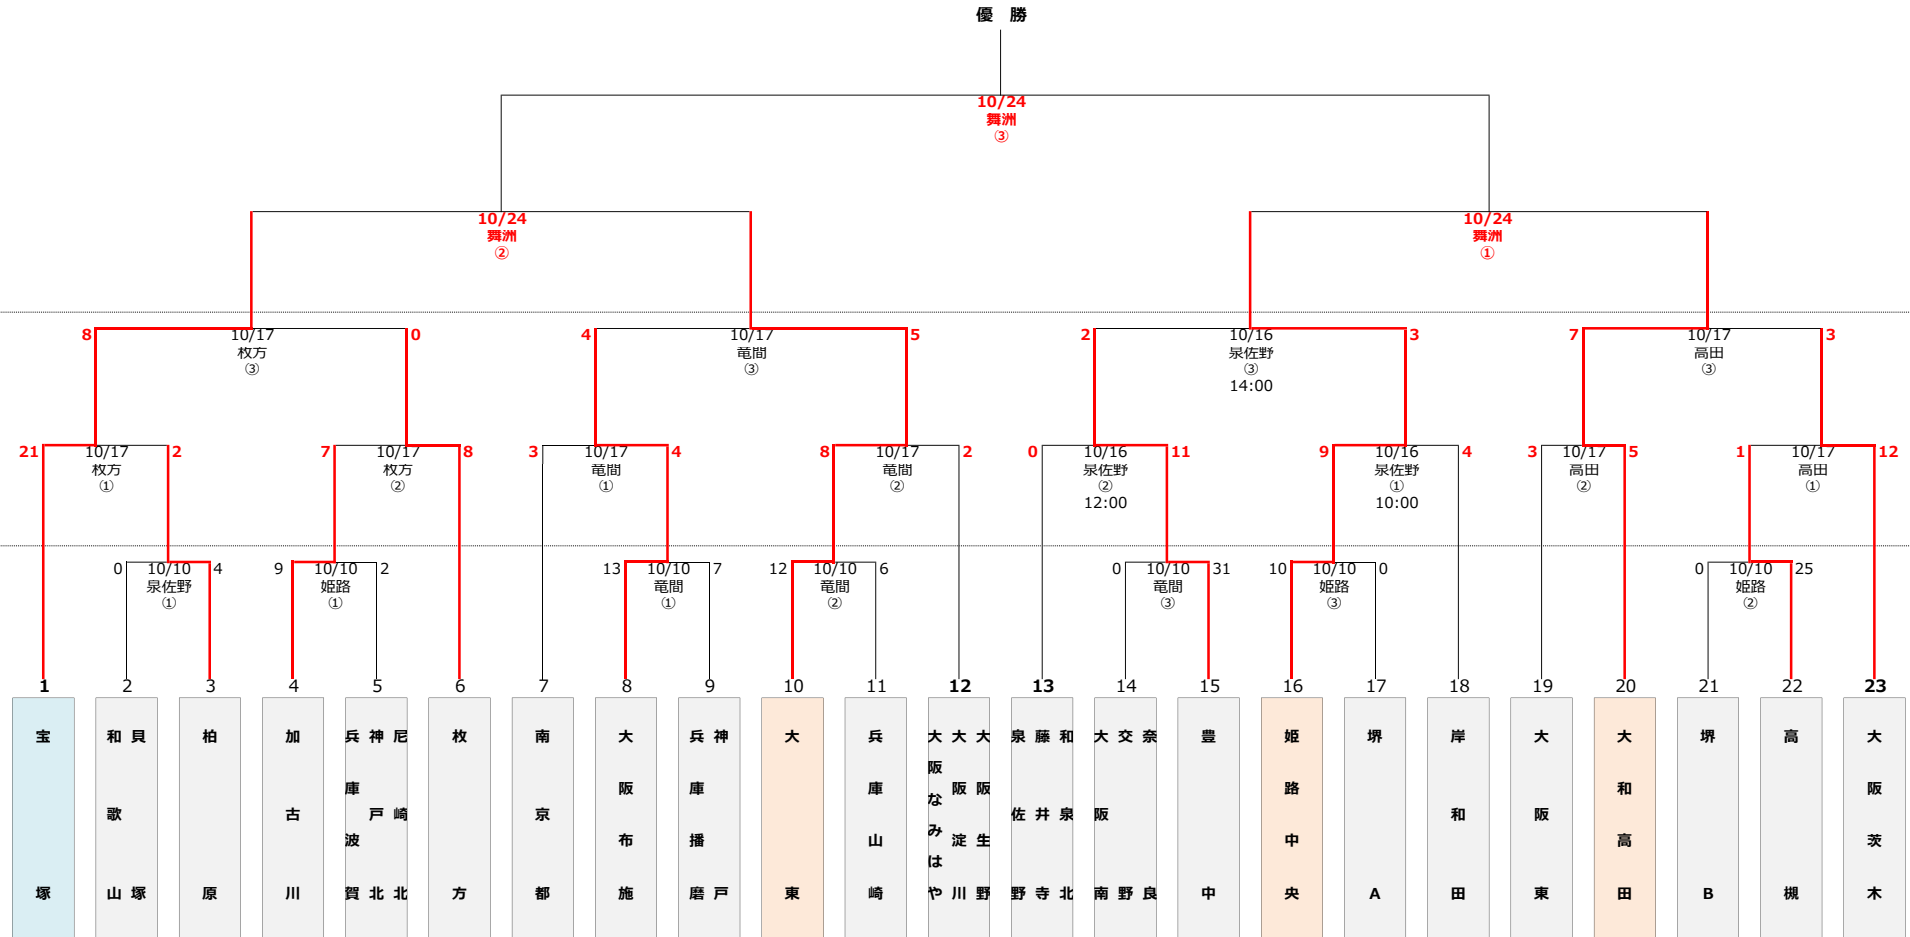 優 勝
10/24
舞洲
③
10/24
舞洲
②
10/24
舞洲
①
8 10/17 0
枚方
③
4 10/17 5
竜間
③
2 10/16 3
泉佐野
③
14:00
7 10/17 3
高田
③
21 10/17 2
枚方
①
7 10/17 8
枚方
②
3 10/17 4
竜間
①
8 10/17 2
竜間
②
0 10/16 11
泉佐野
②
12:00
9 10/16 4
泉佐野
①
10:00
3 10/17 5
高田
②
1 10/17 12
高田
①
0 10/10 4
泉佐野
①
9 10/10 2
姫路
①
13 10/10 7
竜間
①
12 10/10 6
竜間
②
0 10/10 31
竜間
③
10 10/10 0
姫路
③
0 10/10 25
姫路
②
1 2 3 4 5 6 7 8 9 10 11 12 13 14 15 16 17 18 19 20 21 22 23
宝塚
貝塚
和歌山
柏原
加古川
尼崎北
神戸北
兵庫波賀
枚方
南京都
大阪布施
神戸
兵庫播磨
大東
兵庫山崎
大阪生野
大阪淀川
大阪なみはや
和泉北
藤井寺
泉佐野
奈良
交野
大阪南
豊中
姫路中央
堺A
岸和田
大阪東
大和高田
堺B
高槻
大阪茨木